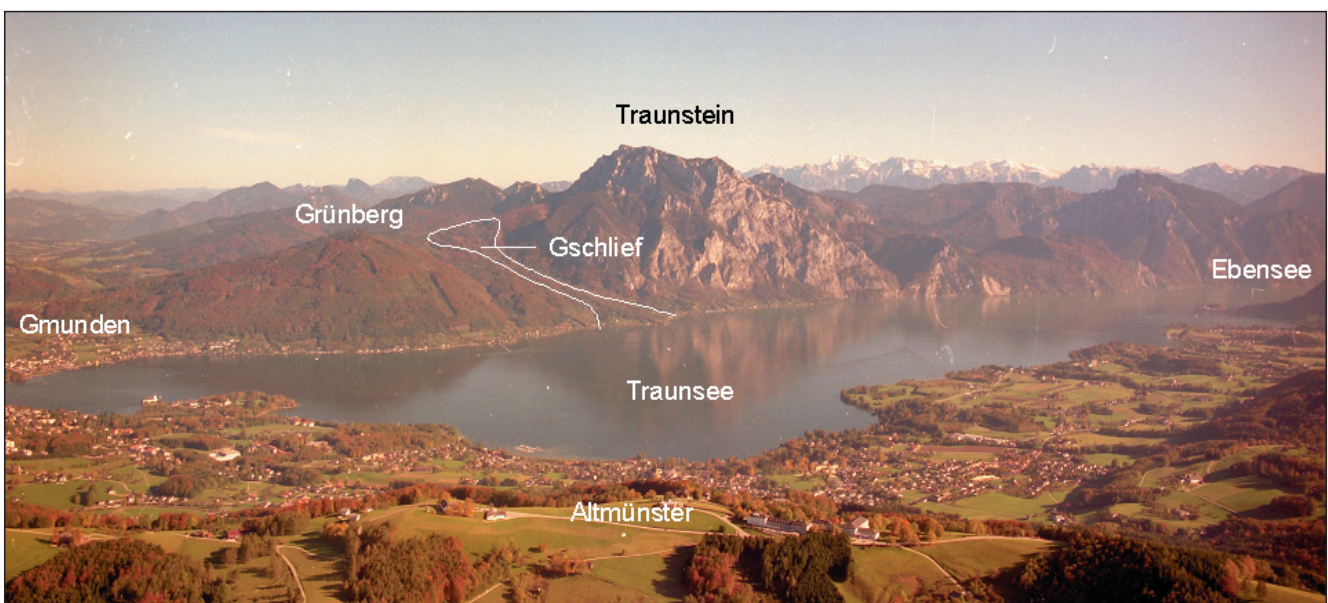 Traunstein
Grünberg
Gschlief
Ebensee
Gmunden
Traunsee
Altmünster